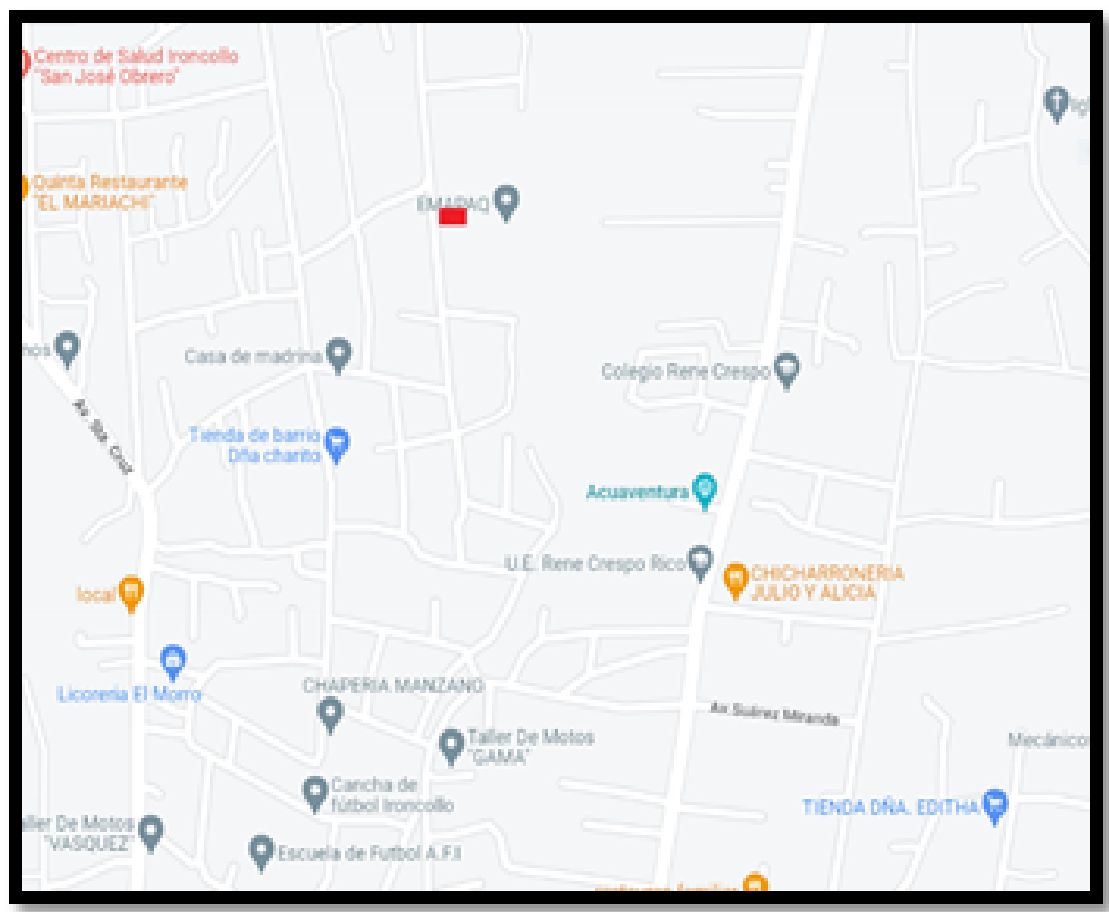 Centro de Salud Ironcollo
"San José Obrero"
Quinta Restaurante
"EL MARIACHI"
EMAPAQ
Casa de madrina
Colegio Rene Crespo
Av. Sta. Cruz
Tienda de barrio
Dña charito
Acuaventura
U.E. Rene Crespo Rico
CHICHARRONERIA
JULIO Y ALICIA
local
Licoreria El Morro
CHAPERIA MANZANO
Av Suárez Miranda
Taller De Motos
"GAMA"
Mecánico
Cancha de
fútbol Ironcollo
TIENDA DÑA. EDITHA
De Motos
"VASQUEZ"
Escuela de Futbol A.F.I